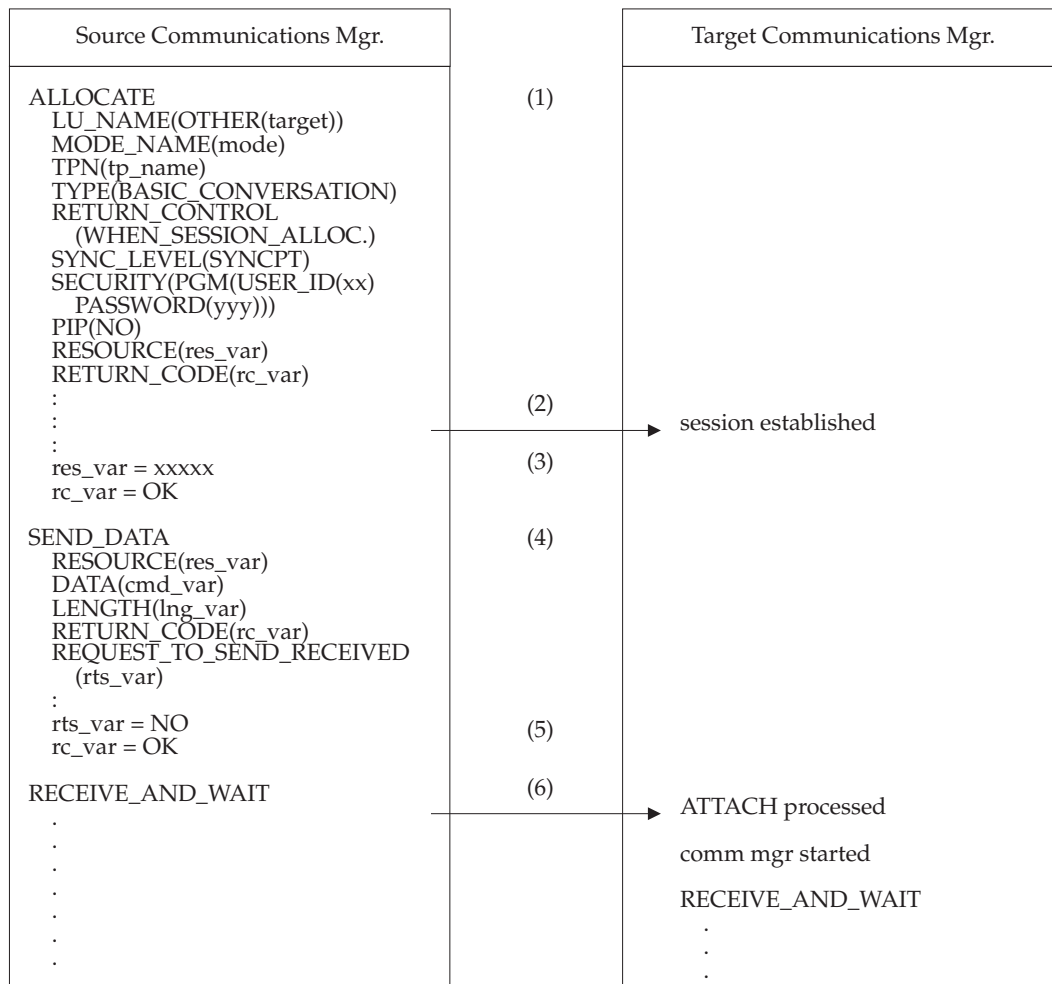 Source Communications Mgr.
Target Communications Mgr.
ALLOCATE
(1)
LU_NAME(OTHER(target))
MODE_NAME(mode)
TPN(tp_name)
TYPE(BASIC_CONVERSATION)
RETURN_CONTROL
(WHEN_SESSION_ALLOC.)
SYNC_LEVEL(SYNCPT)
SECURITY(PGM(USER_ID(xx)
PASSWORD(yyy)))
PIP(NO)
RESOURCE(res_var)
RETURN_CODE(rc_var)
:
(2)
:
session established
:
res_var = xxxxx
(3)
rc_var = OK
SEND_DATA
(4)
RESOURCE(res_var)
DATA(cmd_var)
LENGTH(lng_var)
RETURN_CODE(rc_var)
REQUEST_TO_SEND_RECEIVED
(rts_var)
:
rts_var = NO
(5)
rc_var = OK
RECEIVE_AND_WAIT
(6)
ATTACH processed
.
.
comm mgr started
.
.
RECEIVE_AND_WAIT
.
.
.
.
.
.